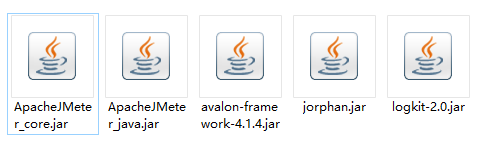 ApacheJMete
r_core.jar
ApacheJMete
r_java.jar
avalon-frame
work-4.1.4.jar
jorphan.jar
logkit-2.0.jar